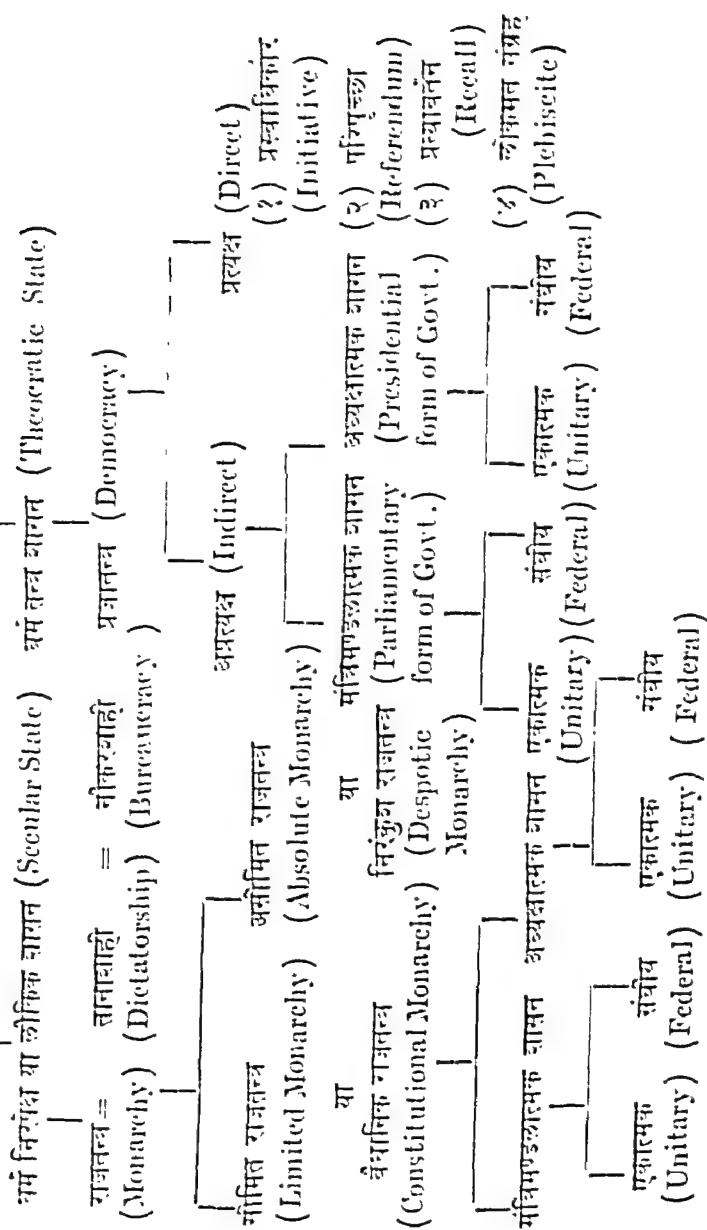 धर्म निरपेक्ष या लौकिक शासन (Secular State) धर्म तन्त्र शासन (Theocratic State)
राजतन्त्र = तानाशाही = नौकरशाही प्रजातन्त्र (Democracy)
(Monarchy) (Dictatorship) (Bureaucracy)
सीमित राजतन्त्र असीमित राजतन्त्र अप्रत्यक्ष (Indirect) प्रत्यक्ष (Direct)
(Limited Monarchy) (Absolute Monarchy)
(१) प्रस्ताविकार
(Initiative)
या या मंत्रिमण्डलात्मक शासन अध्यक्षात्मक शासन (२) परिपृच्छा
वैधानिक राजतन्त्र निरंकुश राजतन्त्र (Parliamentary (Presidential (Referendum)
(Constitutional Monarchy) (Despotic form of Govt.) form of Govt.) (३) प्रत्यावर्तन
Monarchy) (Recall)
(४) लोकमत संग्रह
(Plebiscite)
मंत्रिमण्डलात्मक शासन अध्यक्षात्मक शासन एकात्मक संघीय एकात्मक संघीय
(Unitary) (Federal) (Unitary) (Federal)
एकात्मक संघीय एकात्मक संघीय
(Unitary) (Federal) (Unitary) (Federal)